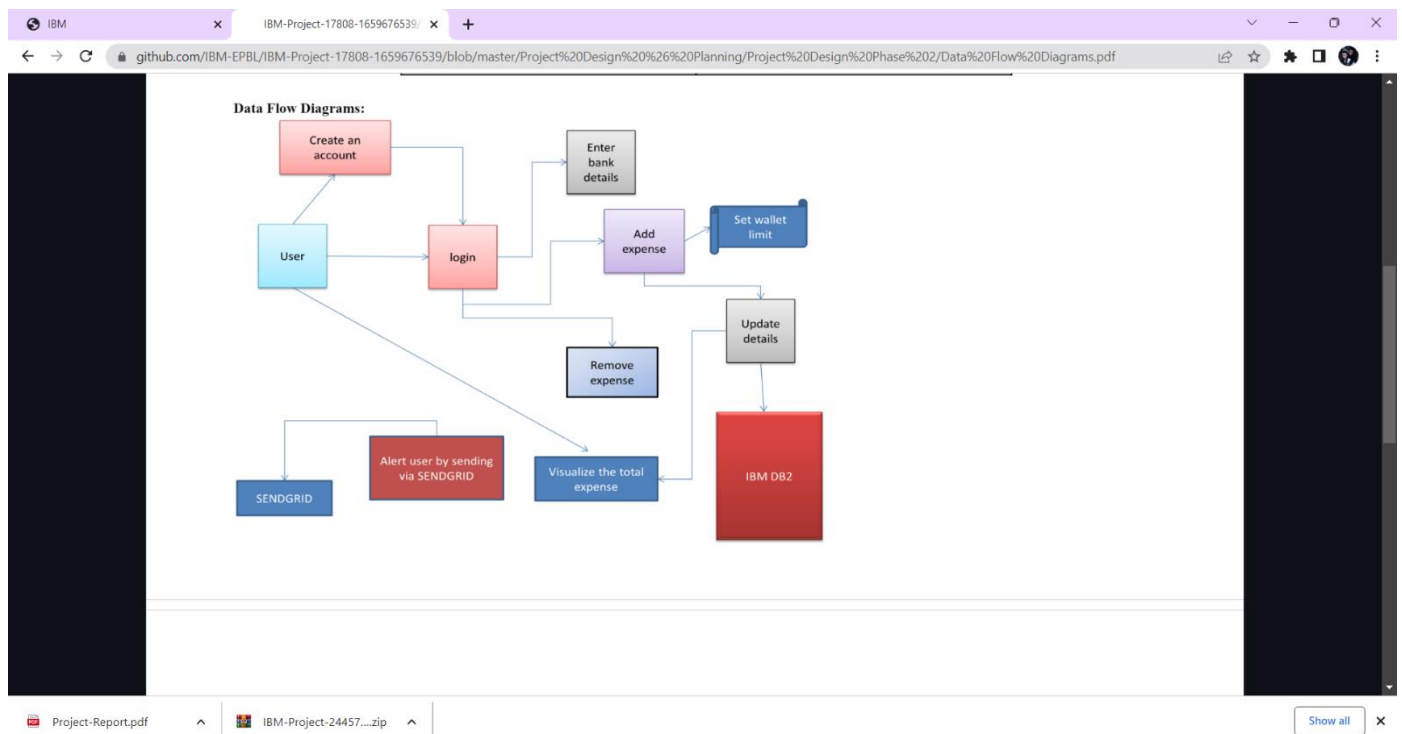 IBM
IBM-Project-17808-1659676539/
github.com/IBM-EPBL/IBM-Project-17808-1659676539/blob/master/Project%20Design%20%26%20Planning/Project%20Design%20Phase%202/Data%20Flow%20Diagrams.pdf
Data Flow Diagrams:
Create an
account
Enter
bank
details
Set wallet
limit
Add
expense
User
login
Update
details
Remove
expense
Alert user by sending
via SENDGRID
Visualize the total
expense
IBM DB2
SENDGRID
Project-Report.pdf
IBM-Project-24457....zip
Show all